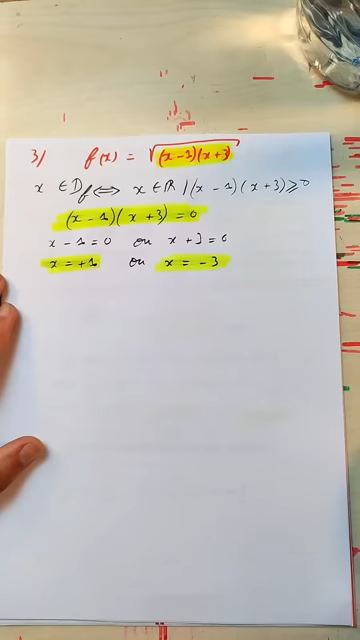 3) f(x) = √(x-1)(x+3)
x ∈ Df ⟺ x ∈ ℝ / (x - 1)(x + 3) ⩾ 0
(x - 1)(x + 3) = 0
x - 1 = 0 ou x + 3 = 0
x = +1 ou x = - 3